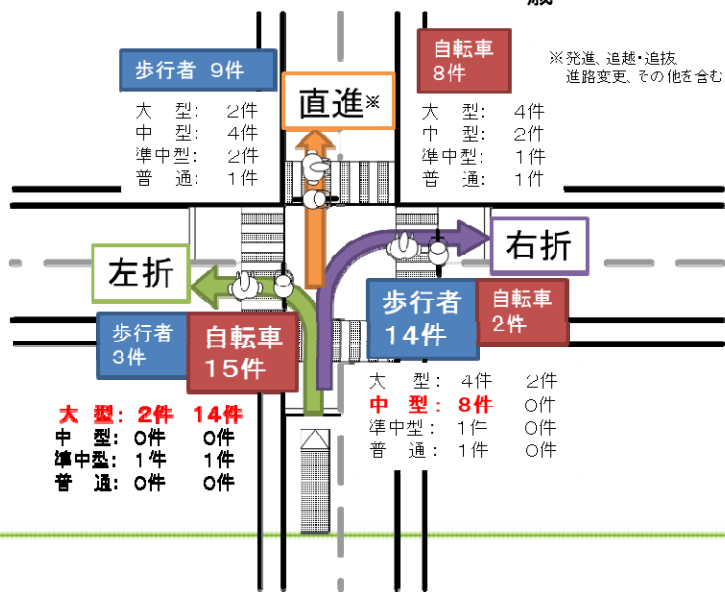 歩行者 9件
大 型: 2件
中 型: 4件
準中型: 2件
普 通: 1件
直進※
自転車
8件
大 型: 4件
中 型: 2件
準中型: 1件
普 通: 1件
※発進、追越・追抜
進路変更、その他を含む
左折
右折
歩行者
3件
自転車
15件
大 型: 2件 14件
中 型: 0件 0件
準中型: 1件 1件
普 通: 0件 0件
歩行者
14件
自転車
2件
大 型: 4件 2件
中 型: 8件 0件
準中型: 1件 0件
普 通: 1件 0件